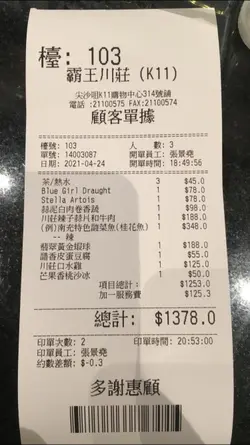 檯: 103
霸王川莊 (K11)
尖沙咀K11購物中心314號舖
電話 :21100575 FAX:21100574
顧客單據
檯號: 103 人 數: 3
單號: 14003087 開單員工: 張景堯
日期: 2021-04-24 開單時間: 18:49:56
茶/熱水 3 $45.0
Blue Girl Draught 1 $78.0
Stella Artois 1 $78.0
蒜泥白肉卷香蔥 1 $98.0
川莊辣子絲片和牛肉 1 $188.0
(例)南充特色甜菜魚(桂花魚) 1 $348.0
-- 辣
翡翠黃金蝦球 1 $188.0
譜香皮蛋豆腐 1 $55.0
川莊口水雞 1 $125.0
芒果香桃沙冰 1 $50.0
項目總計: $1253.0
加一服務費 $125.3
總計: $1378.0
印單次數: 2 印單時間: 20:53:00
印單員工: 張景堯
約數差額: $-0.3
多謝惠顧